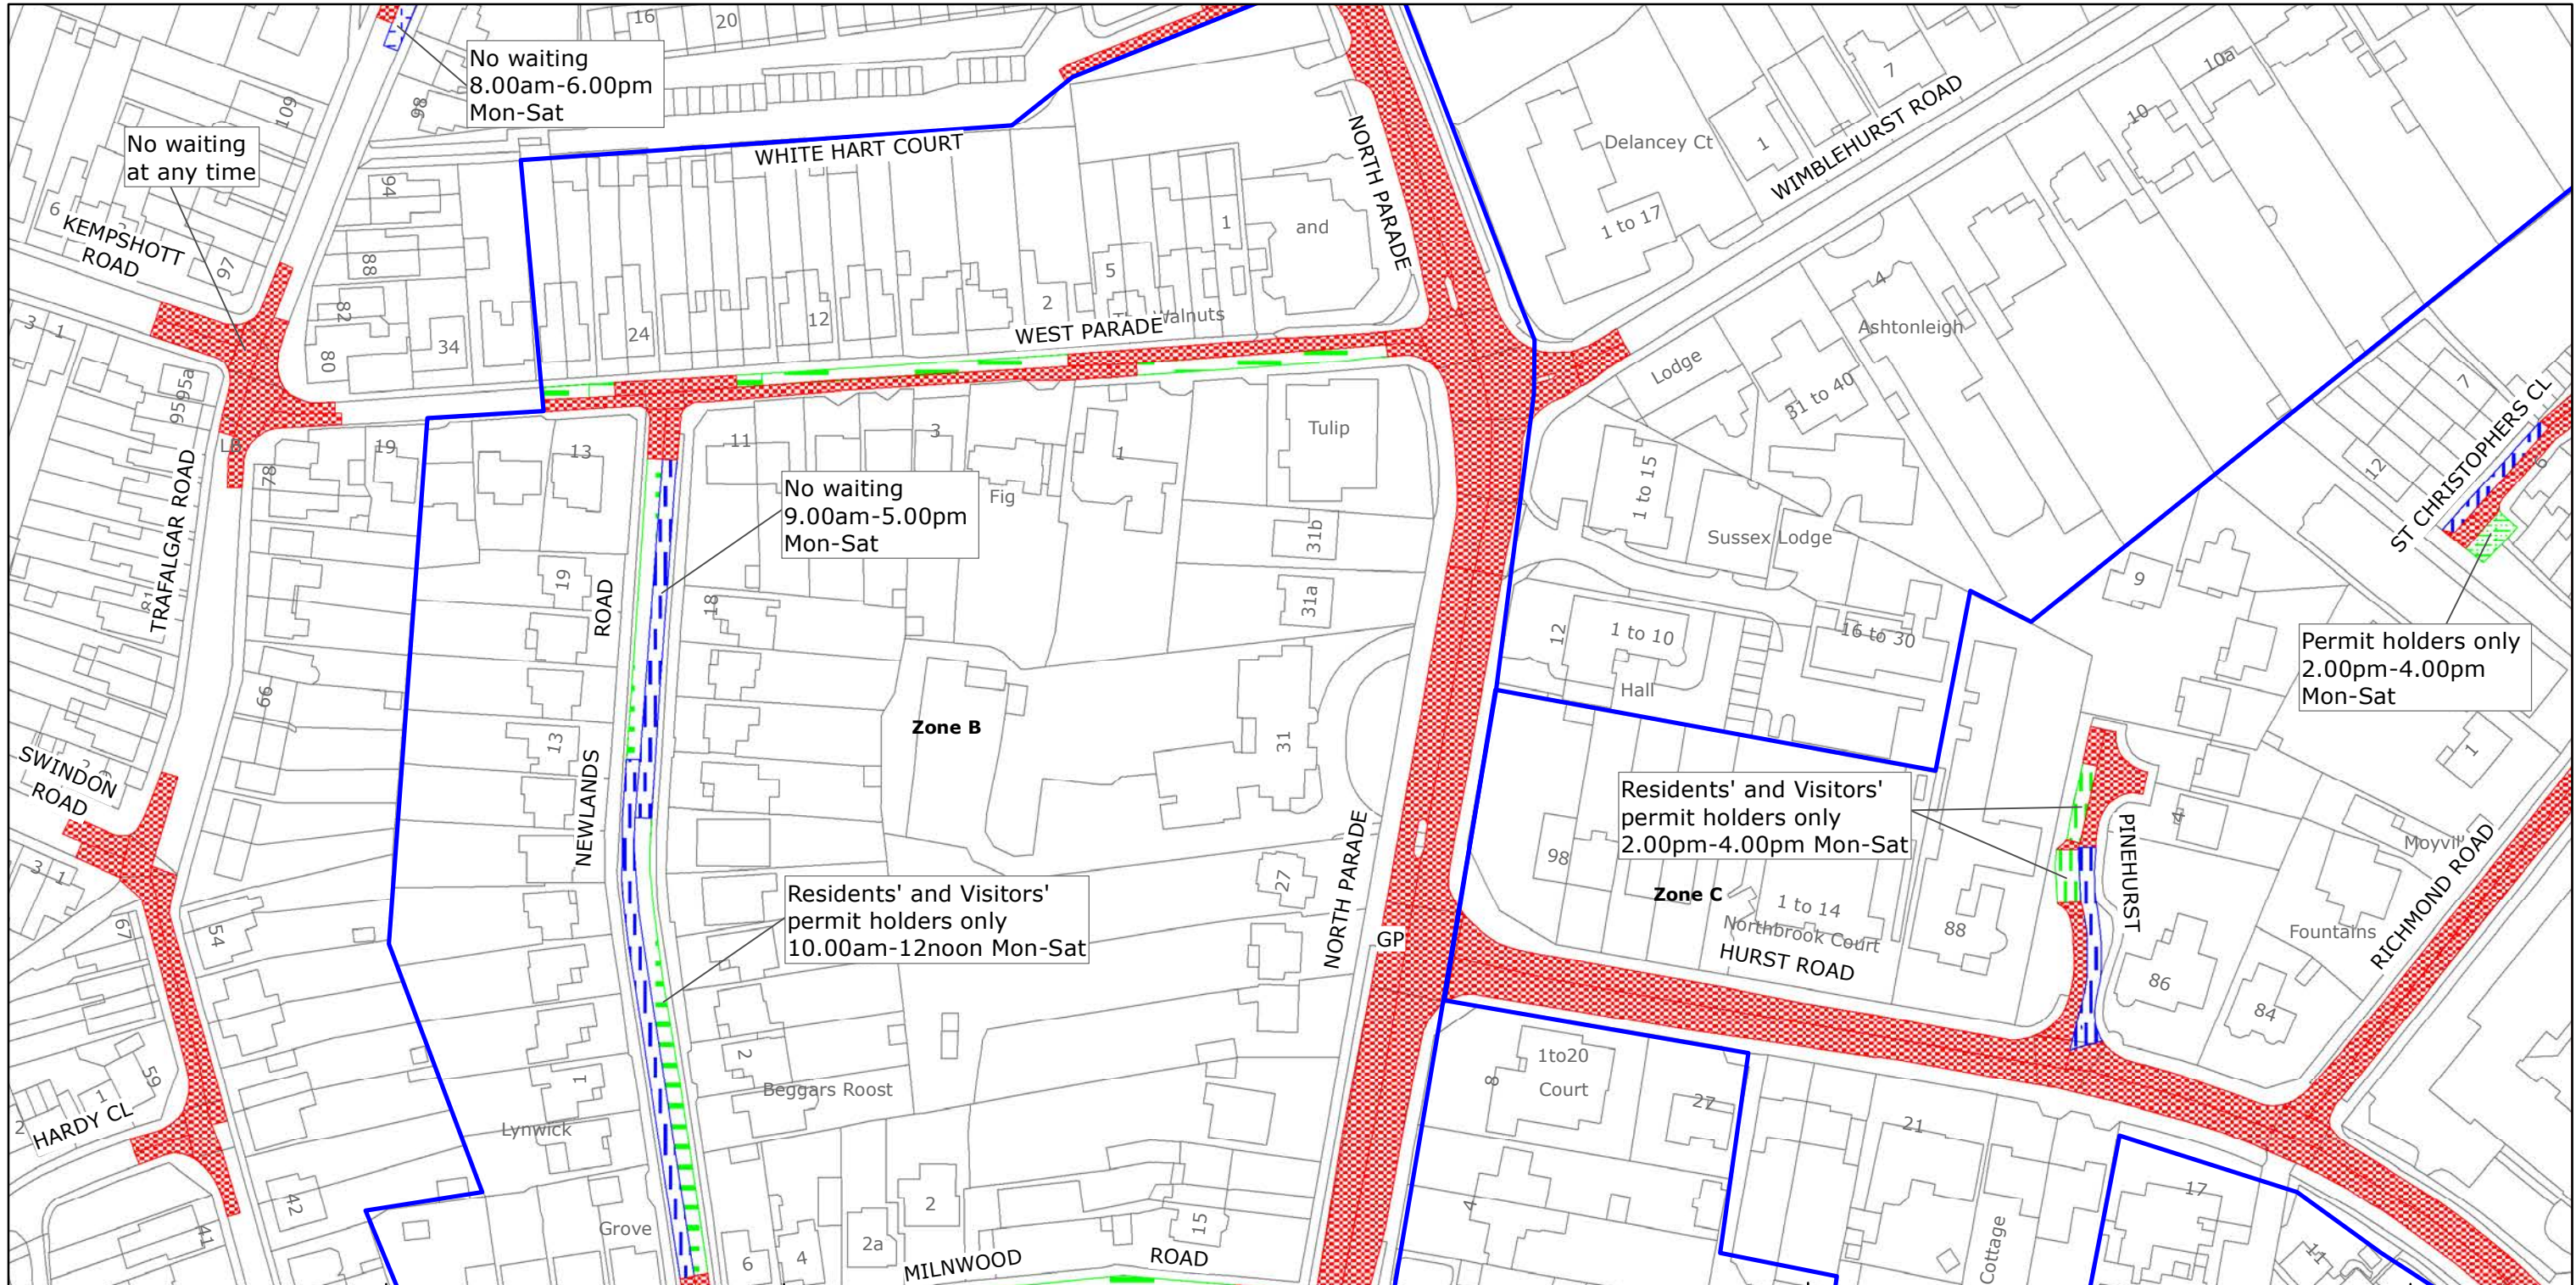 16
20
No waiting
8.00am-6.00pm
Mon-Sat
98
109
No waiting
at any time
6
KEMPSHOTT
ROAD
97
94
88
82
80
34
WHITE HART COURT
24
12
2
5
1
Walnuts
WEST PARADE
and
NORTH PARADE
Delancey Ct
1 to 17
1
7
WIMBLEHURST ROAD
10a
10
4
Ashtonleigh
Lodge
31 to 40
1 to 15
Sussex Lodge
16 to 30
12
1 to 10
Hall
7
12
ST CHRISTOPHERS CL
6
9
Permit holders only
2.00pm-4.00pm
Mon-Sat
1
3 1
95a
95
TRAFALGAR ROAD
81
78
19
13
11
3
1
Fig
Tulip
31b
31a
No waiting
9.00am-5.00pm
Mon-Sat
19
ROAD
18
66
13
NEWLANDS
Zone B
31
SWINDON
ROAD
3 1
67
54
Residents' and Visitors'
permit holders only
10.00am-12noon Mon-Sat
27
NORTH PARADE
GP
Residents' and Visitors'
permit holders only
2.00pm-4.00pm Mon-Sat
98
Zone C
1 to 14
Northbrook Court
HURST ROAD
88
PINEHURST
4
86
84
Moyvill
Fountains
RICHMOND ROAD
59
1
2
HARDY CL
42
41
1
Lynwick
Grove
2
Beggars Roost
6
4
2a
2
MILNWOOD
ROAD
15
1to20
Court
8
27
4
21
Cottage
17
11